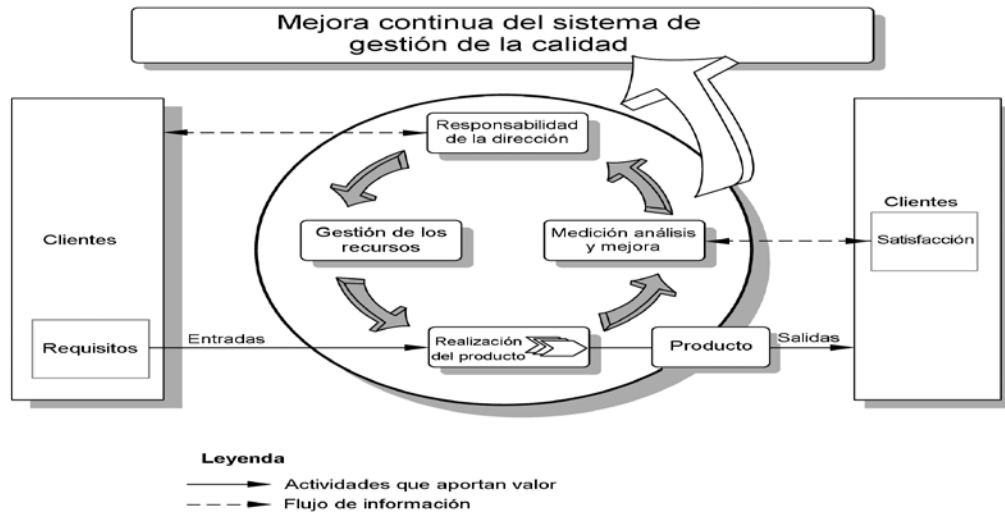 Mejora continua del sistema de
gestión de la calidad
Responsabilidad
de la dirección
Clientes
Gestión de los
recursos
Medición análisis
y mejora
Clientes
Satisfacción
Requisitos
Entradas
Realización
del producto
Producto
Salidas
Leyenda
Actividades que aportan valor
Flujo de información